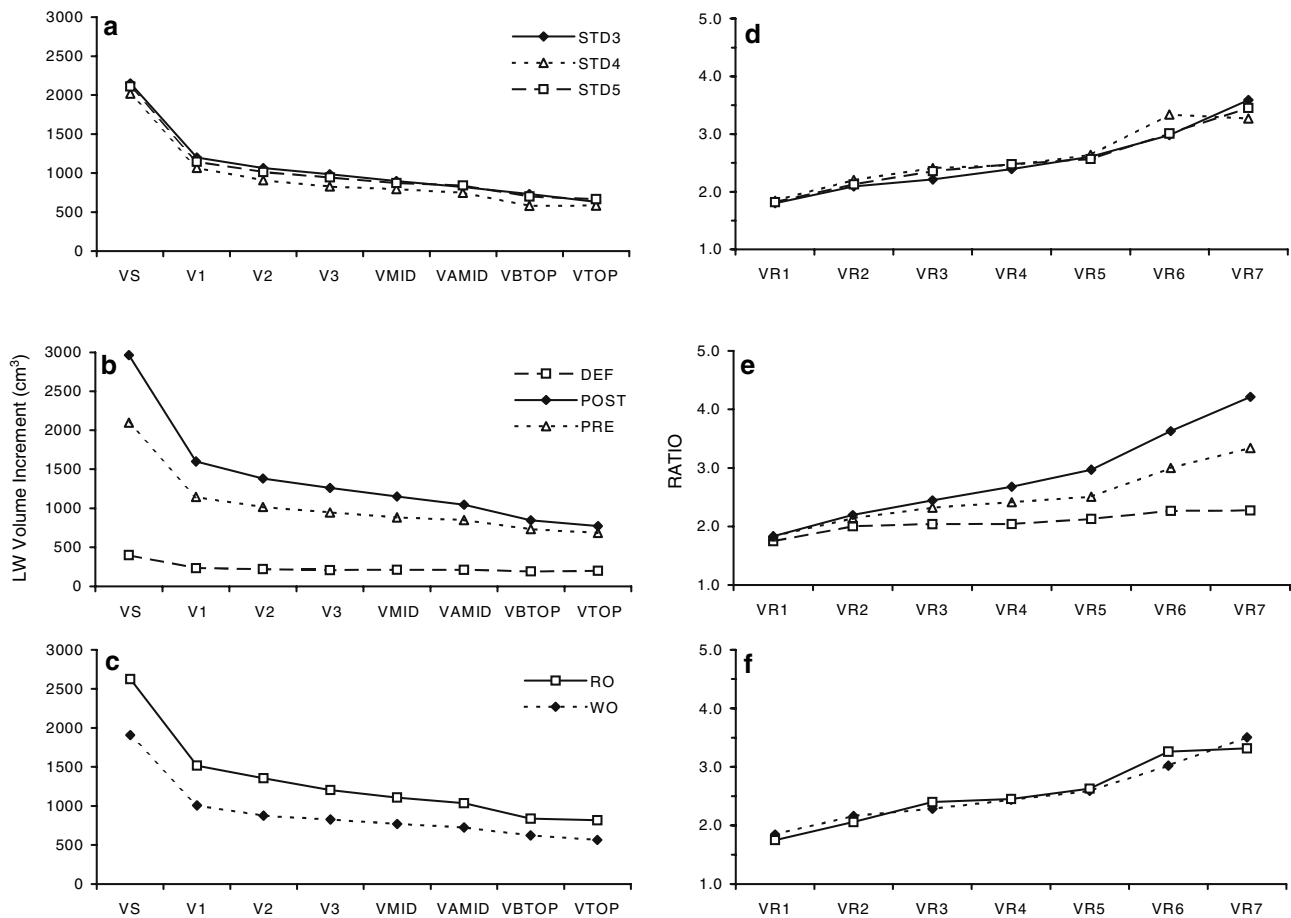 LW Volume Increment (cm³)
a
3000
2500
2000
1500
1000
500
0
STD3
STD4
STD5
VS V1 V2 V3 VMID VAMID VBTOP VTOP
b
3000
2500
2000
1500
1000
500
0
DEF
POST
PRE
VS V1 V2 V3 VMID VAMID VBTOP VTOP
c
3000
2500
2000
1500
1000
500
0
RO
WO
VS V1 V2 V3 VMID VAMID VBTOP VTOP
RATIO
d
5.0
4.0
3.0
2.0
1.0
VR1 VR2 VR3 VR4 VR5 VR6 VR7
e
5.0
4.0
3.0
2.0
1.0
VR1 VR2 VR3 VR4 VR5 VR6 VR7
f
5.0
4.0
3.0
2.0
1.0
VR1 VR2 VR3 VR4 VR5 VR6 VR7